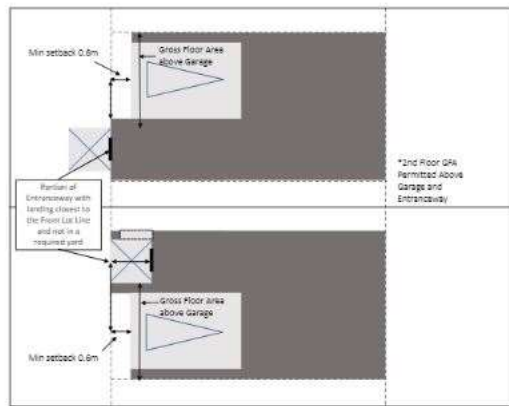 Min setback 0.6m
Gross Floor Area
above Garage
*2nd Floor GFA
Permitted Above
Garage and
Entranceway
Portion of
Entranceway with
landing closest to
the Front Lot Line
and not in a
required yard
Gross Floor Area
above Garage
Min setback 0.6m